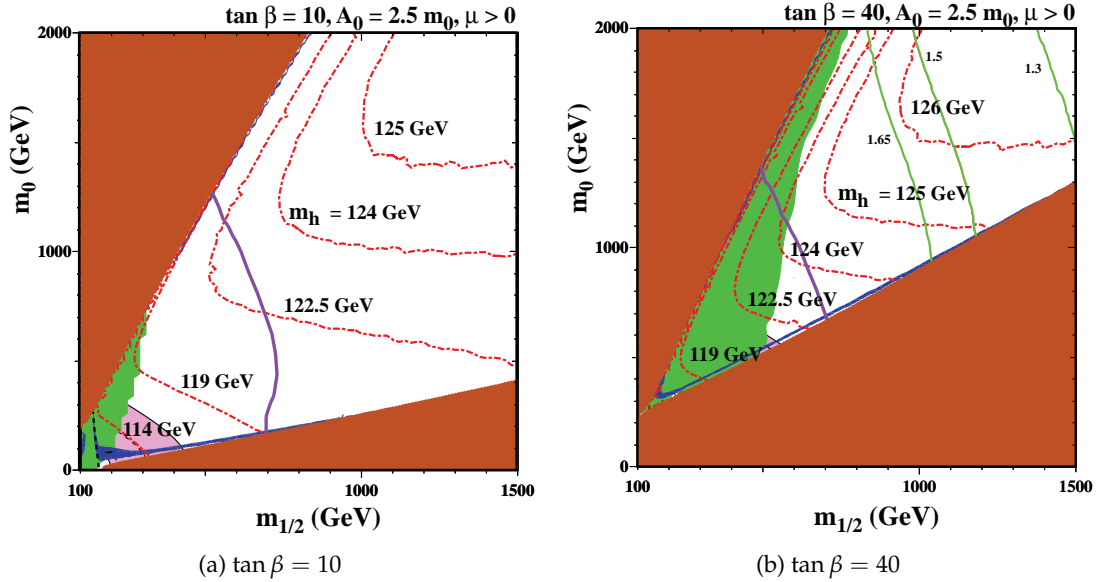 tan β = 10, A₀ = 2.5 m₀, μ > 0
2000
1000
0
m₀ (GeV)
125 GeV
m_h = 124 GeV
122.5 GeV
119 GeV
114 GeV
100
1000
1500
m₁/₂ (GeV)
(a) tan β = 10
tan β = 40, A₀ = 2.5 m₀, μ > 0
2000
1000
0
m₀ (GeV)
1.5
1.3
126 GeV
1.65
m_h = 125 GeV
124 GeV
122.5 GeV
119 GeV
100
1000
1500
m₁/₂ (GeV)
(b) tan β = 40